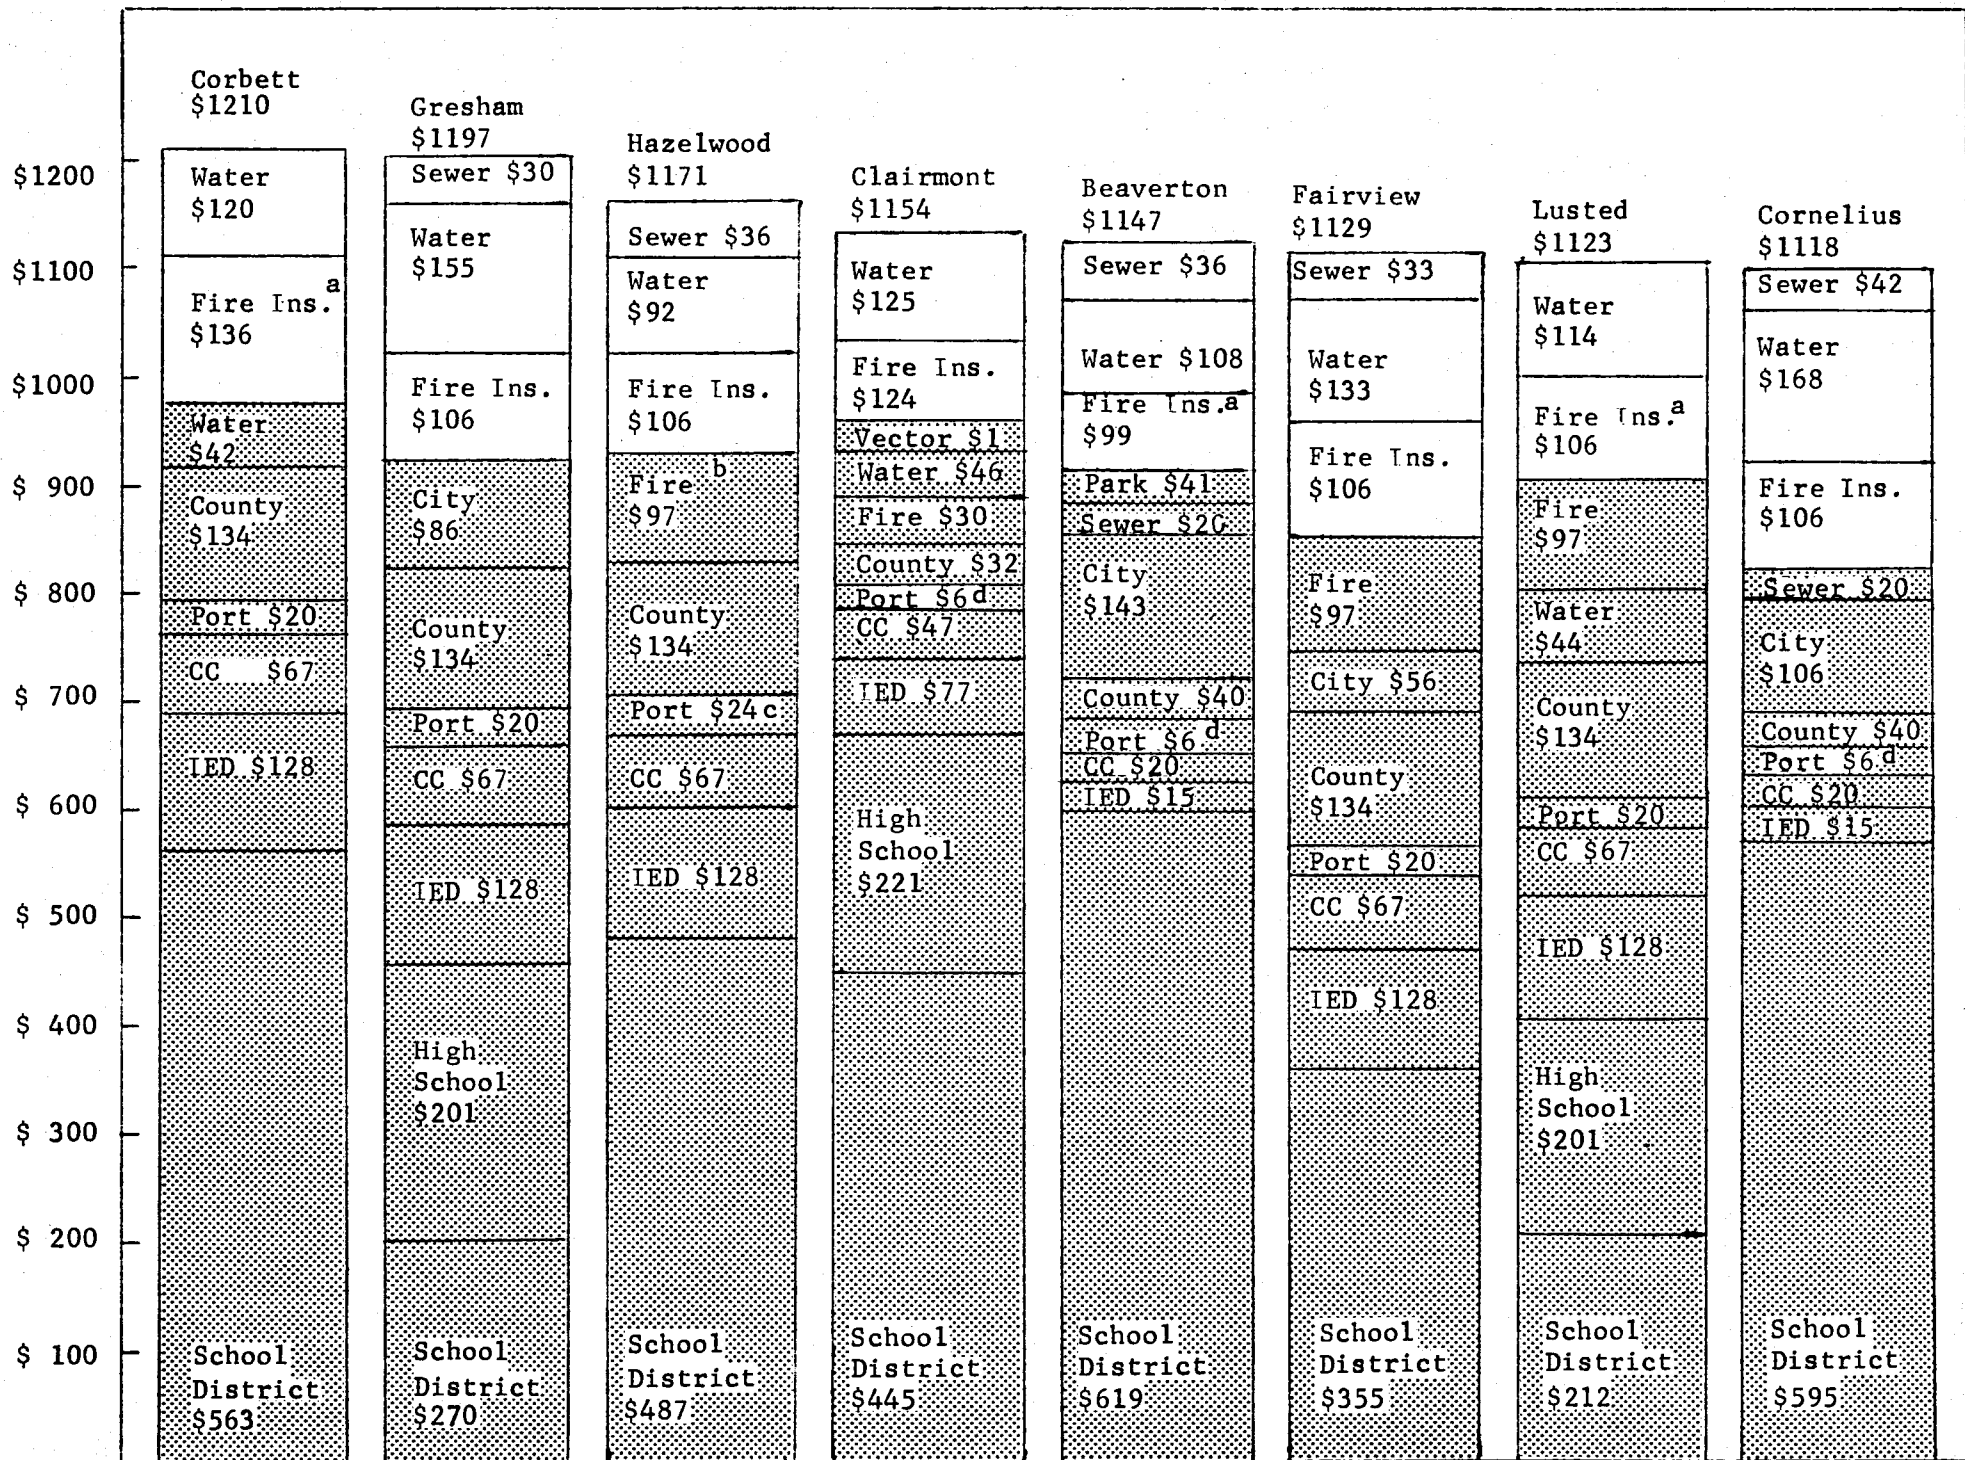 $1200
$1100
$1000
$ 900
$ 800
$ 700
$ 600
$ 500
$ 400
$ 300
$ 200
$ 100
Corbett
$1210
Water
$120
Fire Ins.a
$136
Water
$42
County
$134
Port $20
CC $67
IED $128
School
District
$563
Gresham
$1197
Sewer $30
Water
$155
Fire Ins.
$106
City
$86
County
$134
Port $20
CC $67
IED $128
High
School
$201
School
District
$270
Hazelwood
$1171
Sewer $36
Water
$92
Fire Ins.
$106
Fire b
$97
County
$134
Port $24c
CC $67
IED $128
School
District
$487
Clairmont
$1154
Water
$125
Fire Ins.
$124
Vector $1
Water $46
Fire $30
County $32
Port $6d
CC $47
IED $77
High
School
$221
School
District
$445
Beaverton
$1147
Sewer $36
Water $108
Fire Ins.a
$99
Park $41
Sewer $20
City
$143
County $40
Port $6d
CC $20
IED $15
School
District
$619
Fairview
$1129
Sewer $33
Water
$133
Fire Ins.
$106
Fire
$97
City $56
County
$134
Port $20
CC $67
IED $128
School
District
$355
Lusted
$1123
Water
$114
Fire Ins.a
$106
Fire
$97
Water
$44
County
$134
Port $20
CC $67
IED $128
High
School
$201
School
District
$212
Cornelius
$1118
Sewer $42
Water
$168
Fire Ins.
$106
Sewer $20
City
$106
County $40
Port $6d
CC $20
IED $15
School
District
$595